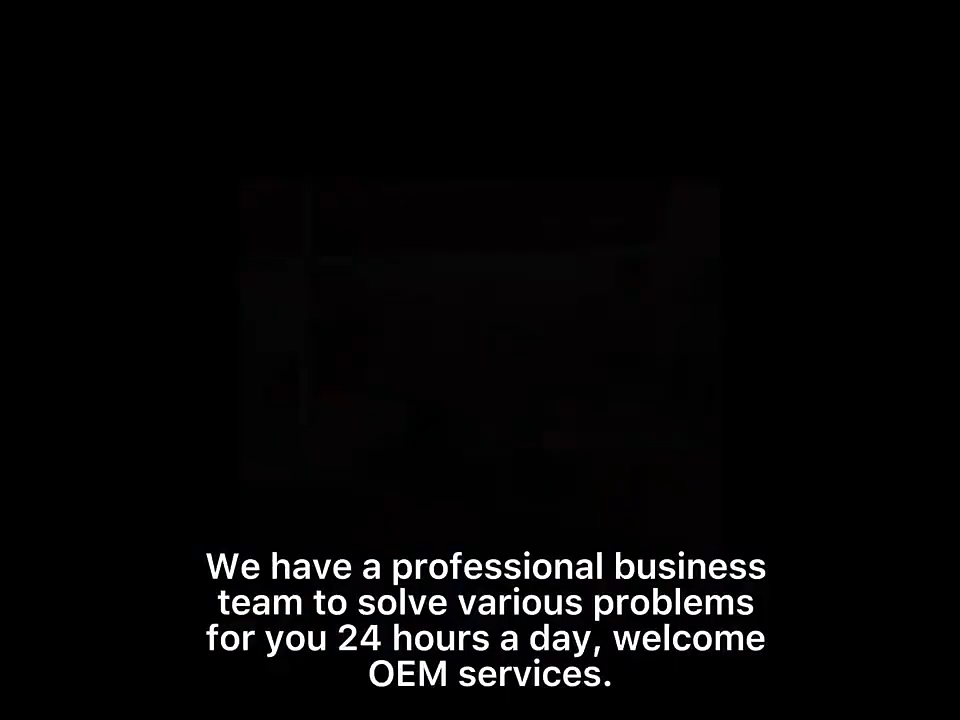 We have a professional business
team to solve various problems
for you 24 hours a day, welcome
OEM services.